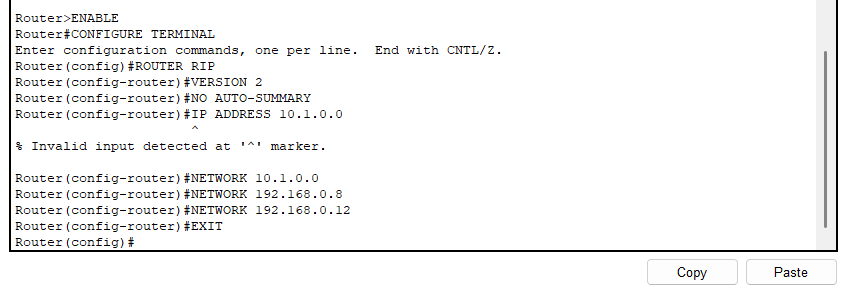 Router>ENABLE
Router#CONFIGURE TERMINAL
Enter configuration commands, one per line.  End with CNTL/Z.
Router(config)#ROUTER RIP
Router(config-router)#VERSION 2
Router(config-router)#NO AUTO-SUMMARY
Router(config-router)#IP ADDRESS 10.1.0.0
                      ^
% Invalid input detected at '^' marker.
Router(config-router)#NETWORK 10.1.0.0
Router(config-router)#NETWORK 192.168.0.8
Router(config-router)#NETWORK 192.168.0.12
Router(config-router)#EXIT
Router(config)#
Copy
Paste